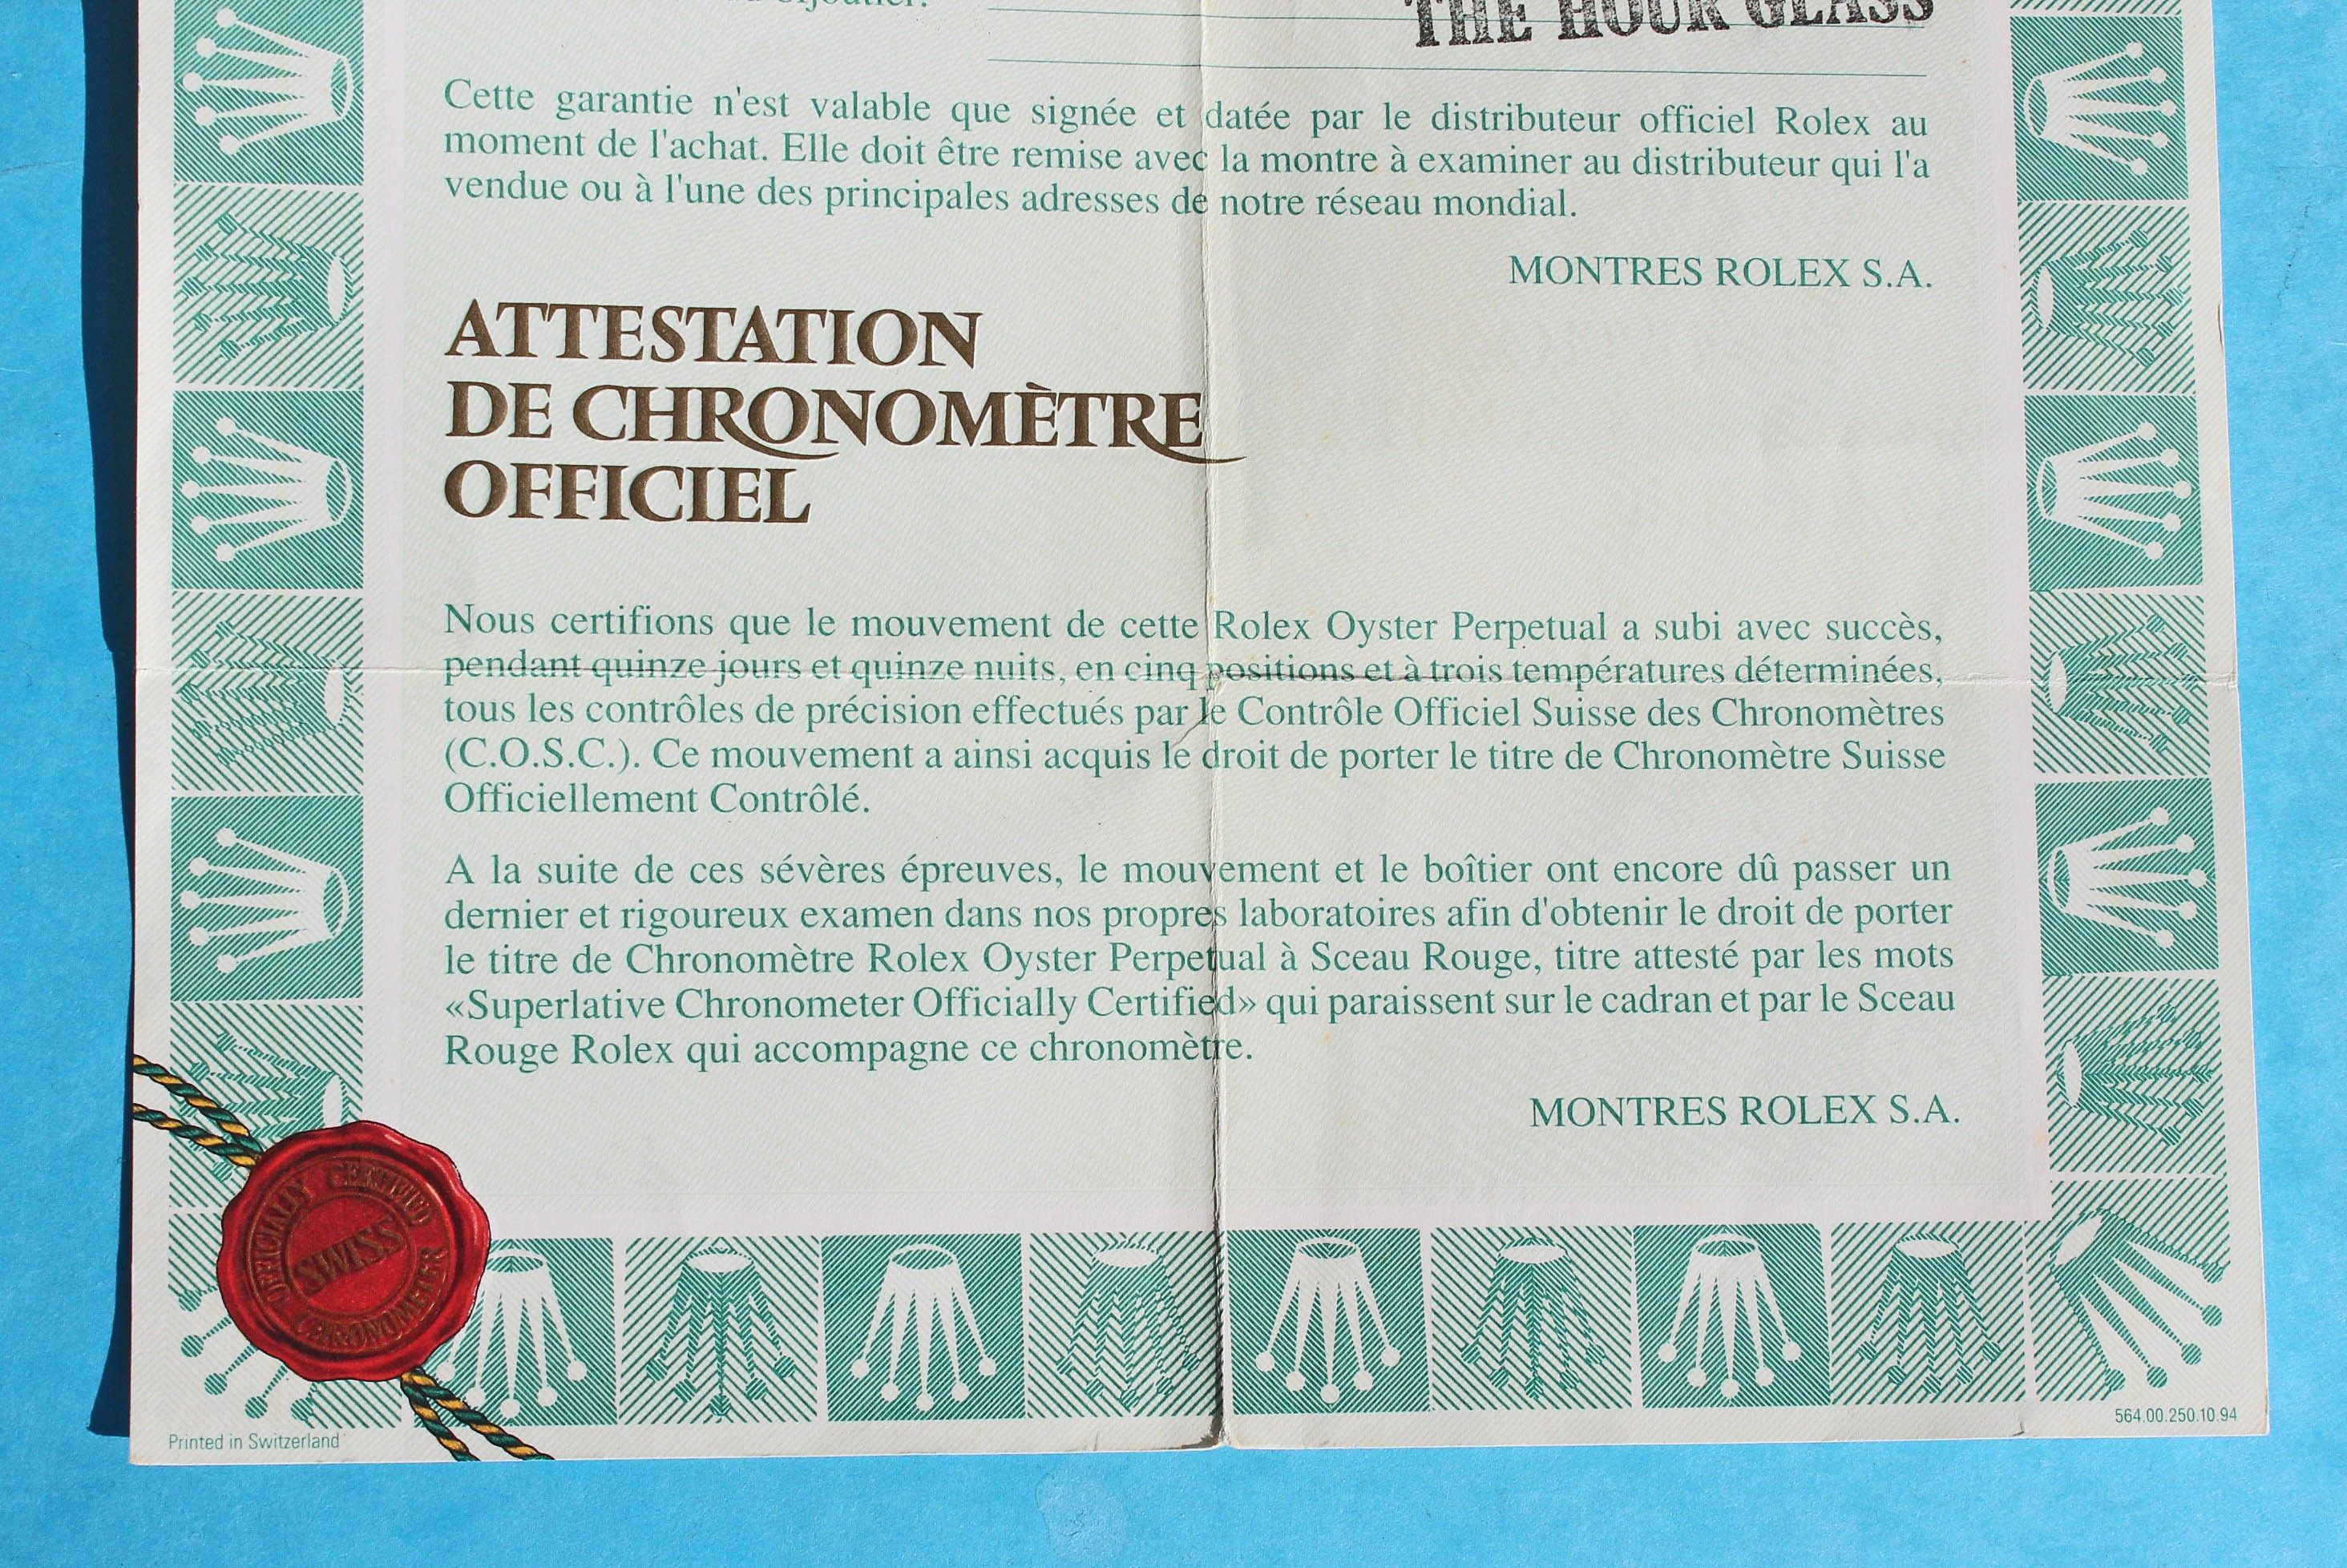 bijoutier.
THE HOUR GLASS
Cette garantie n'est valable que signée et datée par le distributeur officiel Rolex au
moment de l'achat. Elle doit être remise avec la montre à examiner au distributeur qui l'a
vendue ou à l'une des principales adresses de notre réseau mondial.
MONTRES ROLEX S.A.
ATTESTATION
DE CHRONOMÈTRE
OFFICIEL
Nous certifions que le mouvement de cette Rolex Oyster Perpetual a subi avec succès,
pendant quinze jours et quinze nuits, en cinq positions et à trois températures déterminées,
tous les contrôles de précision effectués par le Contrôle Officiel Suisse des Chronomètres
(C.O.S.C.). Ce mouvement a ainsi acquis le droit de porter le titre de Chronomètre Suisse
Officiellement Contrôlé.
A la suite de ces sévères épreuves, le mouvement et le boîtier ont encore dû passer un
dernier et rigoureux examen dans nos propres laboratoires afin d'obtenir le droit de porter
le titre de Chronomètre Rolex Oyster Perpetual à Sceau Rouge, titre attesté par les mots
«Superlative Chronometer Officially Certified» qui paraissent sur le cadran et par le Sceau
Rouge Rolex qui accompagne ce chronomètre.
MONTRES ROLEX S.A.
OFFICIALLY CERTIFIED
SWISS
CHRONOMETER
Printed in Switzerland
564.00.250.10.94